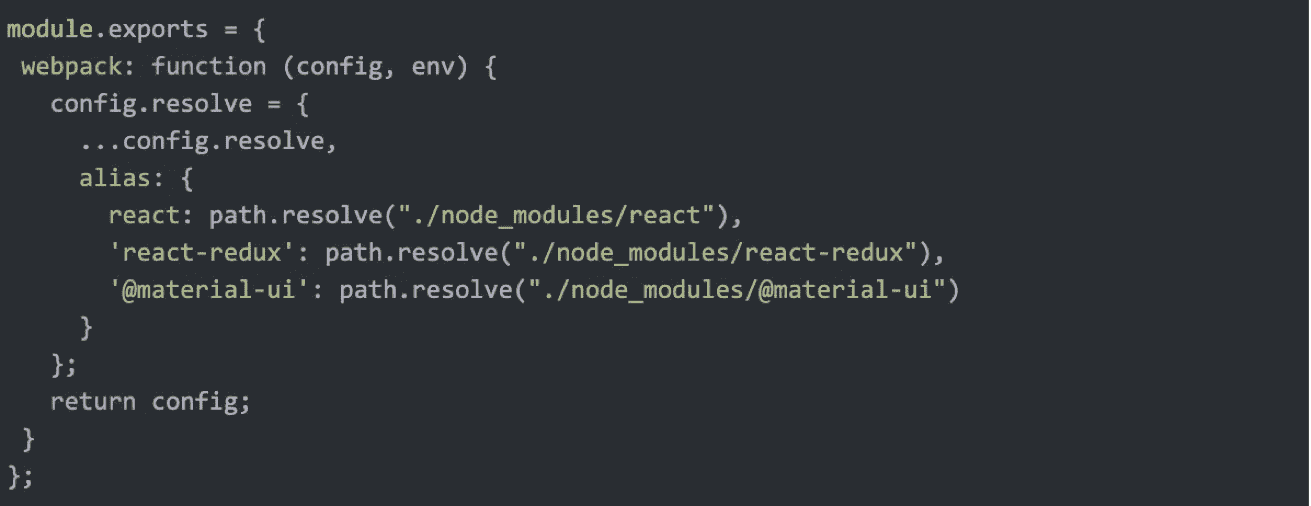 module.exports = {
 webpack: function (config, env) {
   config.resolve = {
     ...config.resolve,
     alias: {
       react: path.resolve("./node_modules/react"),
       'react-redux': path.resolve("./node_modules/react-redux"),
       '@material-ui': path.resolve("./node_modules/@material-ui")
     }
   };
   return config;
 }
};